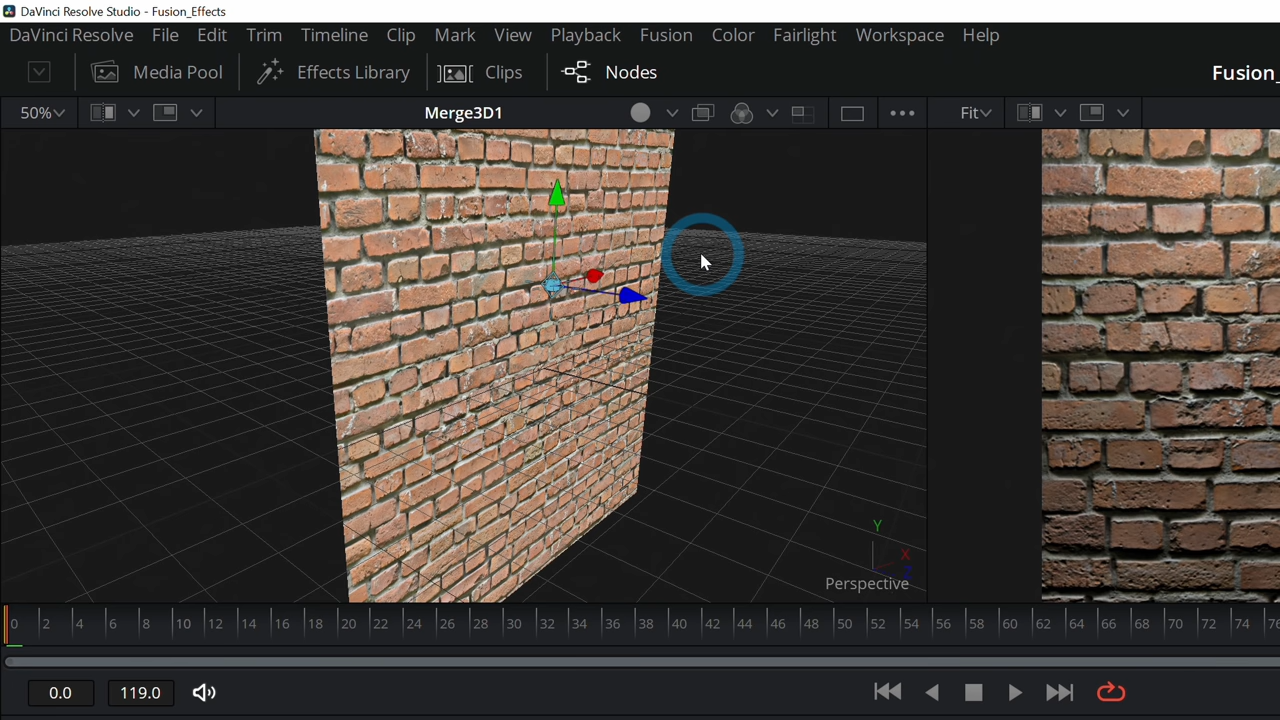 DaVinci Resolve Studio - Fusion_Effects
DaVinci Resolve File Edit Trim Timeline Clip Mark View Playback Fusion Color Fairlight Workspace Help
Media Pool Effects Library Clips Nodes Fusion_
50% Merge3D1 Fit
Y
X
Z
Perspective
0 2 4 6 8 10 12 14 16 18 20 22 24 26 28 30 32 34 36 38 40 42 44 46 48 50 52 54 56 58 60 62 64 66 68 70 72 74 76
0.0 119.0